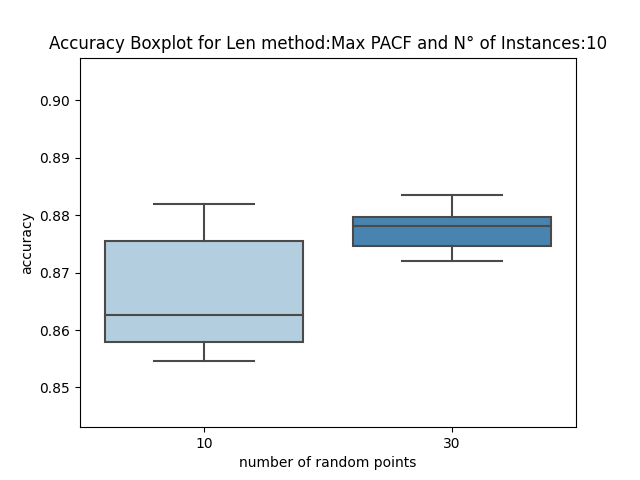 Accuracy Boxplot for Len method:Max PACF and N° of Instances:10
0.90
0.89
0.88
0.87
0.86
0.85
accuracy
10 30
number of random points